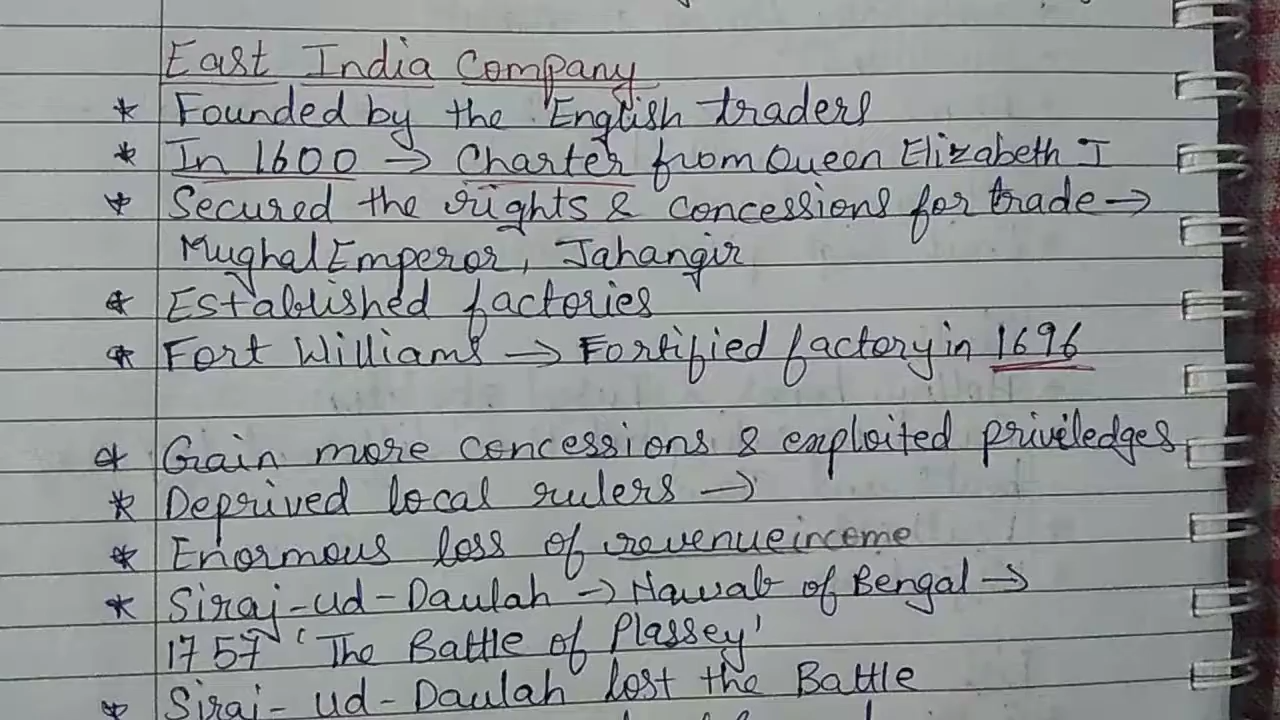 East India Company
* Founded by the English traders
* In 1600 → Charter from Queen Elizabeth I
* Secured the rights & concessions for trade →
Mughal Emperor, Jahangir
* Established factories
* Fort Williams → Fortified factory in 1696
* Gain more concessions & exploited priviledges
* Deprived local rulers →
* Enormous loss of revenue income
* Siraj-ud-Daulah → Nawab of Bengal →
1757 'The Battle of Plassey'
* Siraj-ud-Daulah lost the Battle